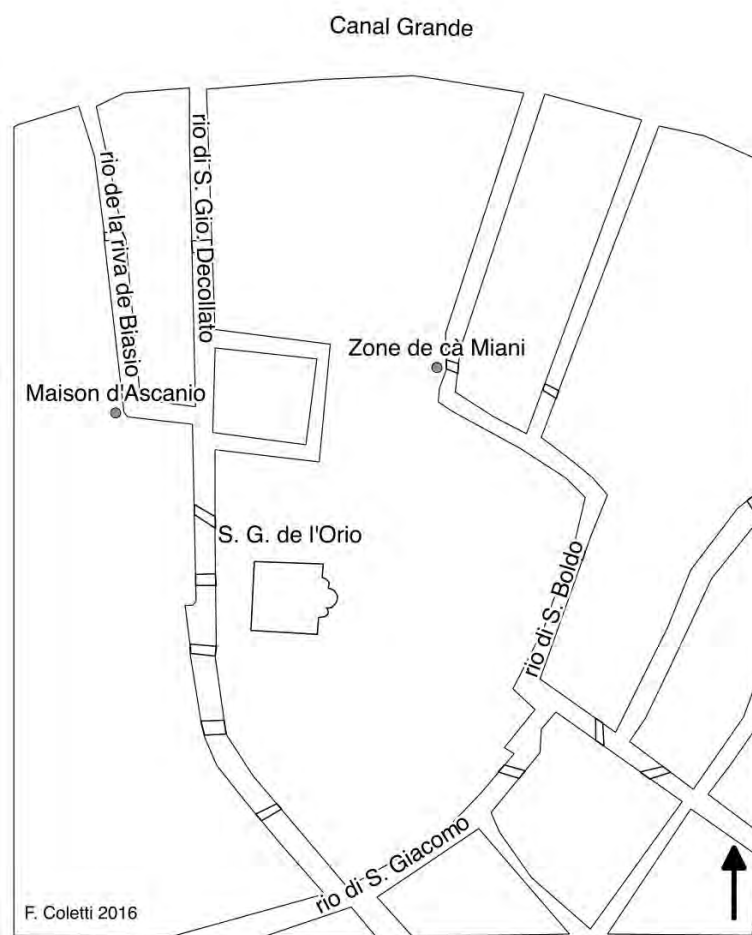 Canal Grande
rio de la riva de Biasio
rio di S. Gio. Decollato
Zone de cà Miani
Maison d'Ascanio
S. G. de l'Orio
rio di S. Boldo
rio di S. Giacomo
F. Coletti 2016